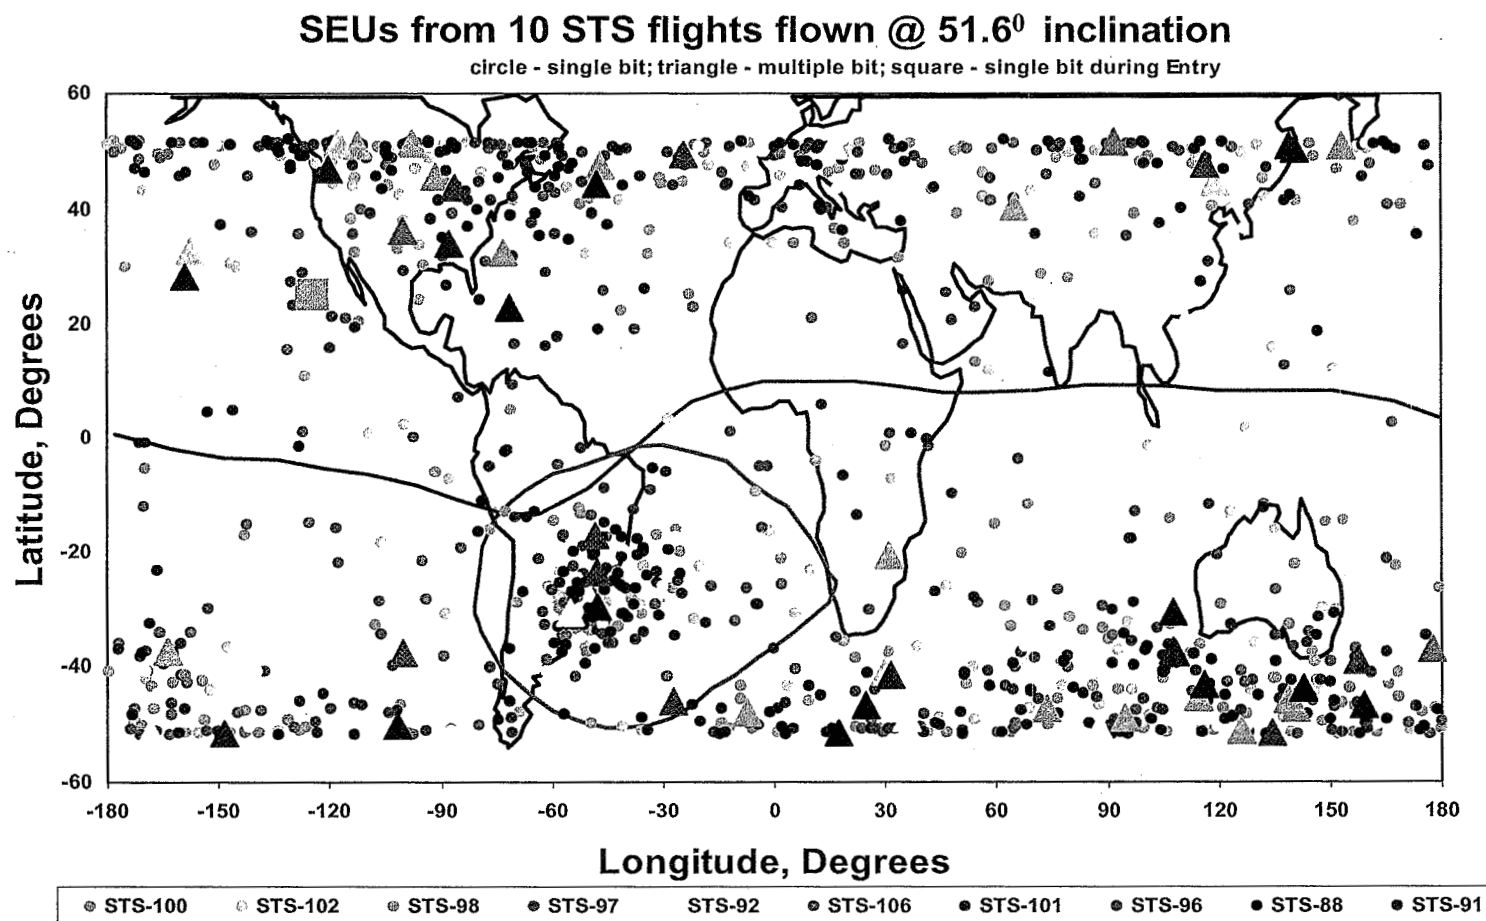 SEUs from 10 STS flights flown @ 51.6⁰ inclination
circle - single bit; triangle - multiple bit; square - single bit during Entry
Latitude, Degrees
60
40
20
0
-20
-40
-60
-180 -150 -120 -90 -60 -30 0 30 60 90 120 150 180
Longitude, Degrees
STS-100 STS-102 STS-98 STS-97 STS-92 STS-106 STS-101 STS-96 STS-88 STS-91